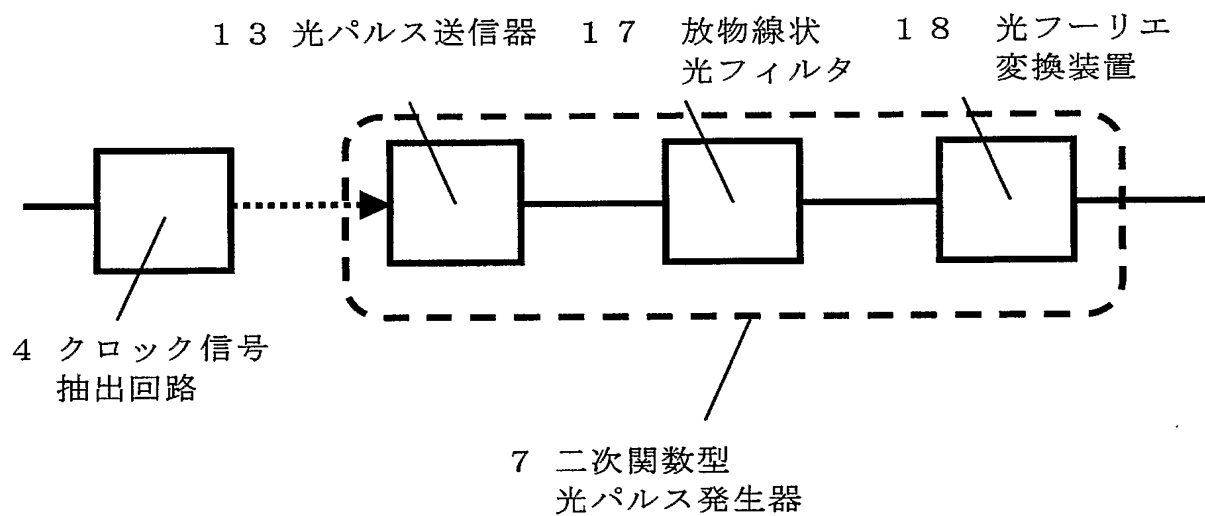 １３ 光パルス送信器
１７ 放物線状
光フィルタ
１８ 光フーリエ
変換装置
４ クロック信号
抽出回路
７ 二次関数型
光パルス発生器